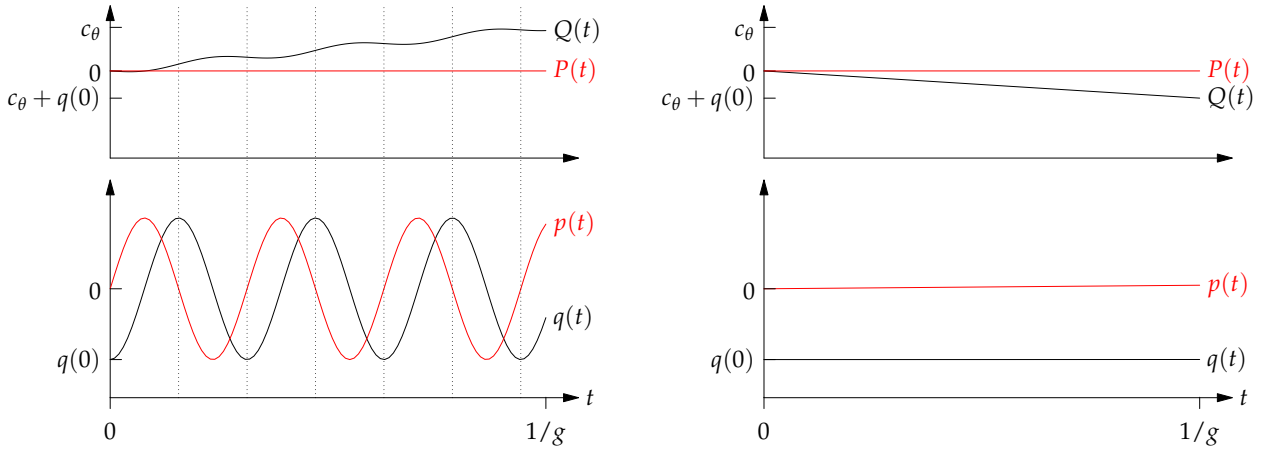 c_θ
Q(t)
0
P(t)
c_θ + q(0)
p(t)
0
q(t)
q(0)
t
0
1/g
c_θ
0
P(t)
c_θ + q(0)
Q(t)
0
p(t)
q(0)
q(t)
t
0
1/g